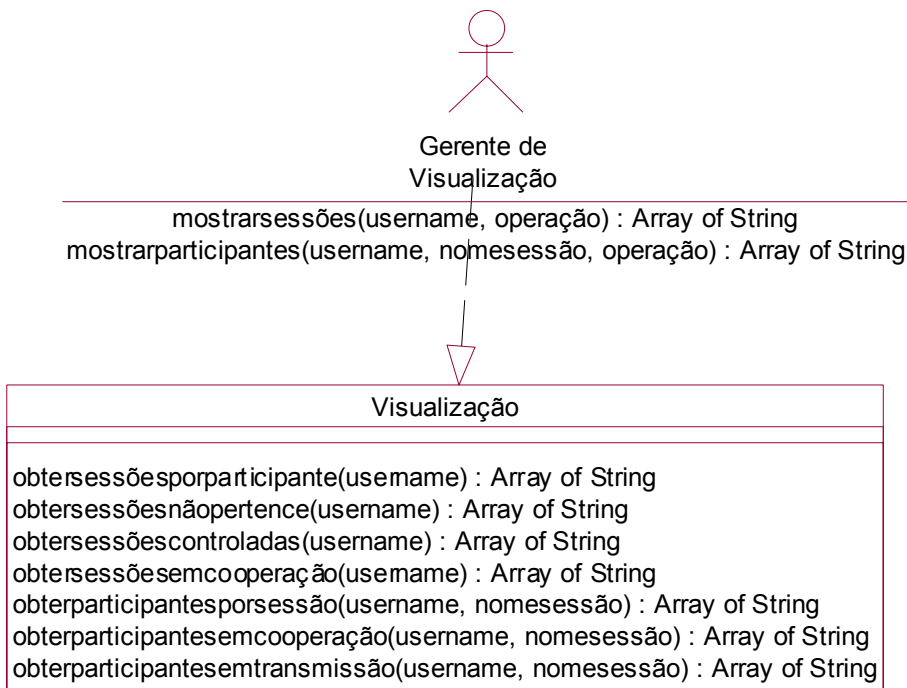 Gerente de
Visualização
mostrarsessões(username, operação) : Array of String
mostrarparticipantes(username, nomesessão, operação) : Array of String
Visualização
obtersessõesporparticipante(username) : Array of String
obtersessõesnãopertence(username) : Array of String
obtersessõescontroladas(username) : Array of String
obtersessõesemcooperação(username) : Array of String
obterparticipantesporsessão(username, nomesessão) : Array of String
obterparticipantesemcooperação(username, nomesessão) : Array of String
obterparticipantesemtransmissão(username, nomesessão) : Array of String